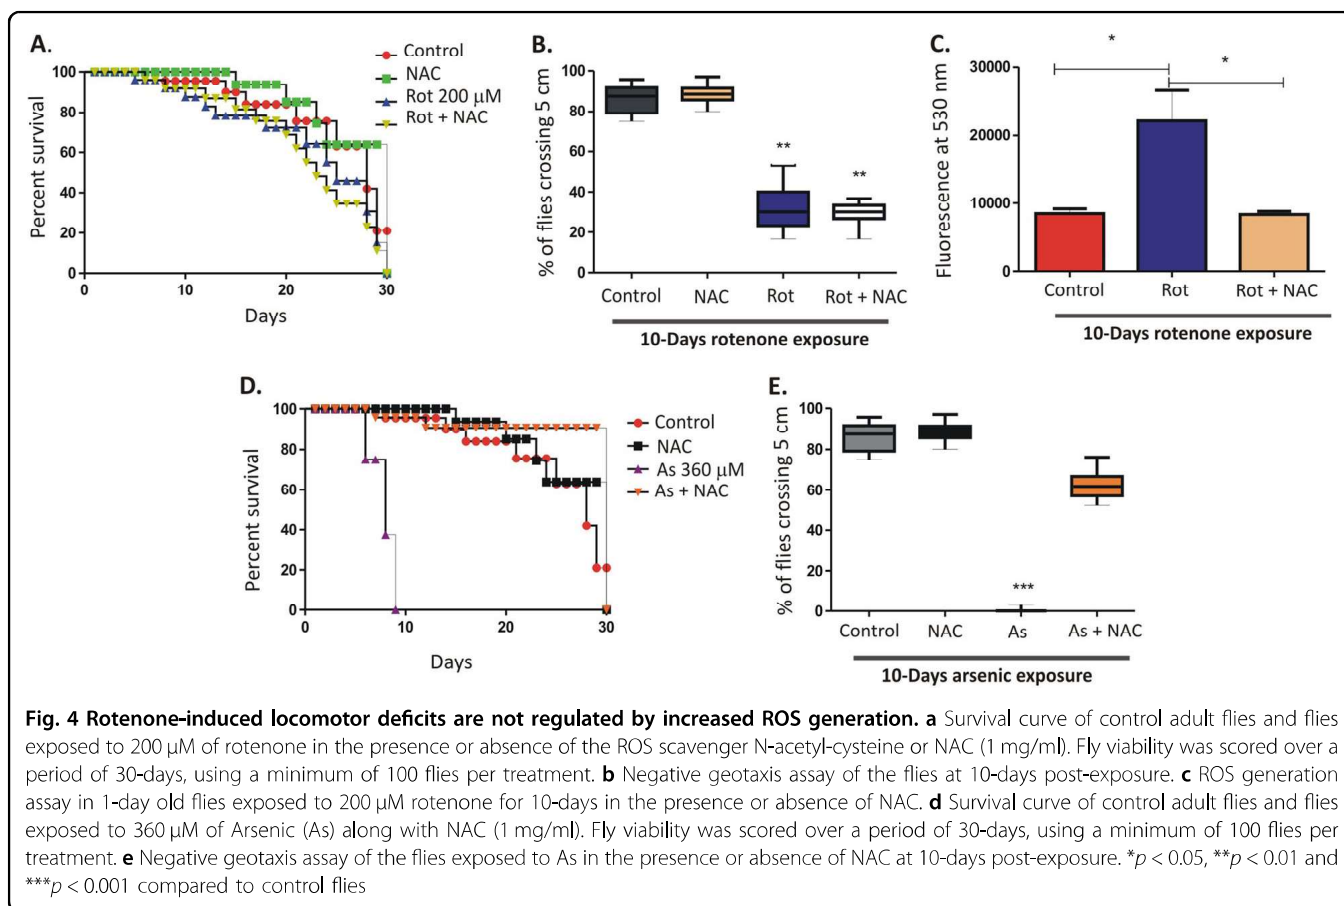 A.
Control
NAC
Rot 200 µM
Rot + NAC
Percent survival
100
80
60
40
20
0
0 10 20 30
Days
B.
% of flies crossing 5 cm
100
80
60
40
20
0
**
**
Control NAC Rot Rot + NAC
10-Days rotenone exposure
C.
Fluorescence at 530 nm
30000
20000
10000
0
*
*
Control Rot Rot + NAC
10-Days rotenone exposure
D.
Control
NAC
As 360 µM
As + NAC
Percent survival
100
80
60
40
20
0
0 10 20 30
Days
E.
% of flies crossing 5 cm
100
80
60
40
20
0
***
Control NAC As As + NAC
10-Days arsenic exposure
Fig. 4 Rotenone-induced locomotor deficits are not regulated by increased ROS generation. a Survival curve of control adult flies and flies
exposed to 200 µM of rotenone in the presence or absence of the ROS scavenger N-acetyl-cysteine or NAC (1 mg/ml). Fly viability was scored over a
period of 30-days, using a minimum of 100 flies per treatment. b Negative geotaxis assay of the flies at 10-days post-exposure. c ROS generation
assay in 1-day old flies exposed to 200 µM rotenone for 10-days in the presence or absence of NAC. d Survival curve of control adult flies and flies
exposed to 360 µM of Arsenic (As) along with NAC (1 mg/ml). Fly viability was scored over a period of 30-days, using a minimum of 100 flies per
treatment. e Negative geotaxis assay of the flies exposed to As in the presence or absence of NAC at 10-days post-exposure. *p < 0.05, **p < 0.01 and
***p < 0.001 compared to control flies